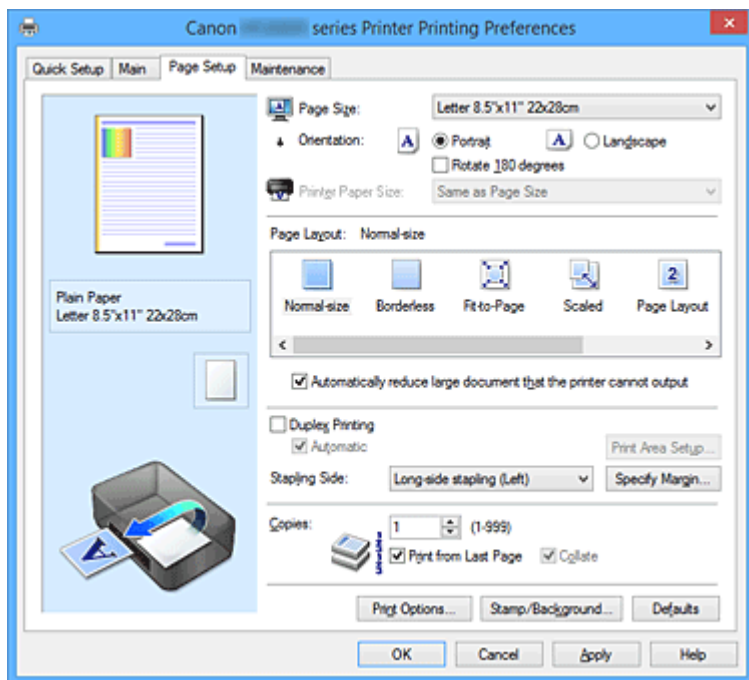 Canon series Printer Printing Preferences
Quick Setup Main Page Setup Maintenance
Page Size: Letter 8.5"x11" 22x28cm
Orientation: A Portrait A Landscape
Rotate 180 degrees
Printer Paper Size: Same as Page Size
Page Layout: Normal-size
2
Normal-size Borderless Fit-to-Page Scaled Page Layout
Plain Paper
Letter 8.5"x11" 22x28cm
Automatically reduce large document that the printer cannot output
Duplex Printing
Automatic Print Area Setup...
Stapling Side: Long-side stapling (Left) Specify Margin...
Copies: 1 (1-999)
Print from Last Page Collate
A
Print Options... Stamp/Background... Defaults
OK Cancel Apply Help